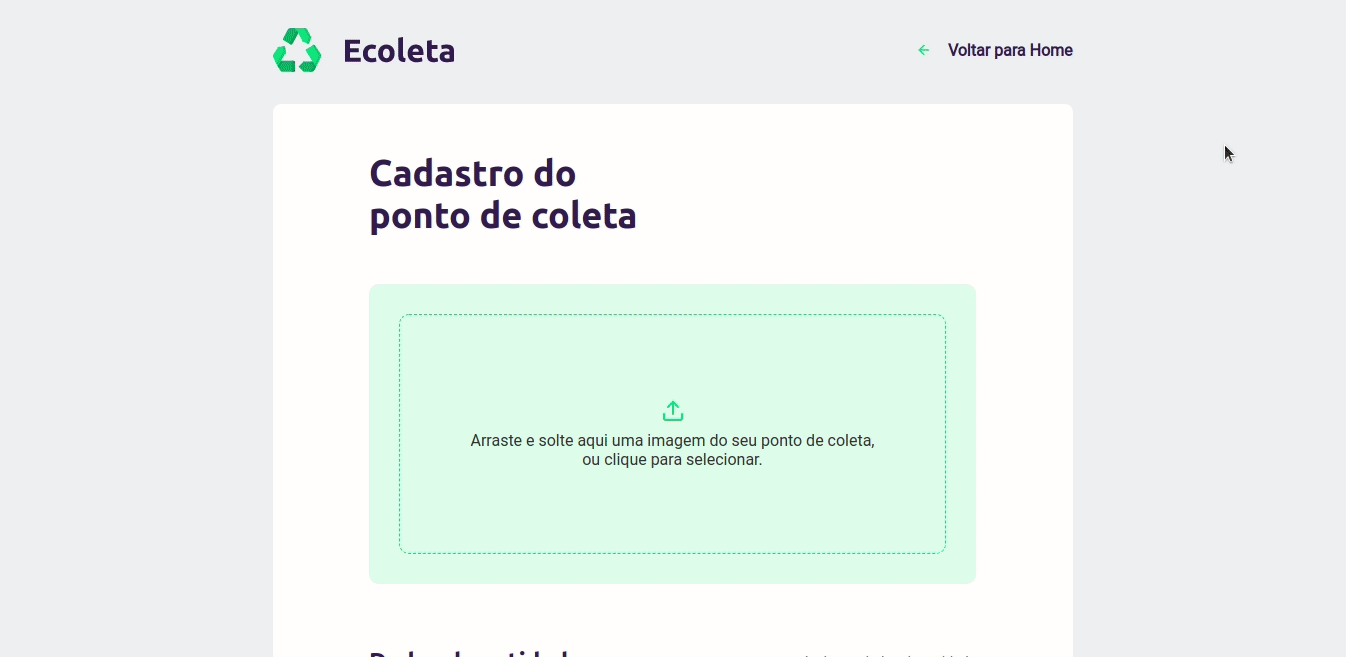 Ecoleta
Voltar para Home
Cadastro do
ponto de coleta
Arraste e solte aqui uma imagem do seu ponto de coleta,
ou clique para selecionar.